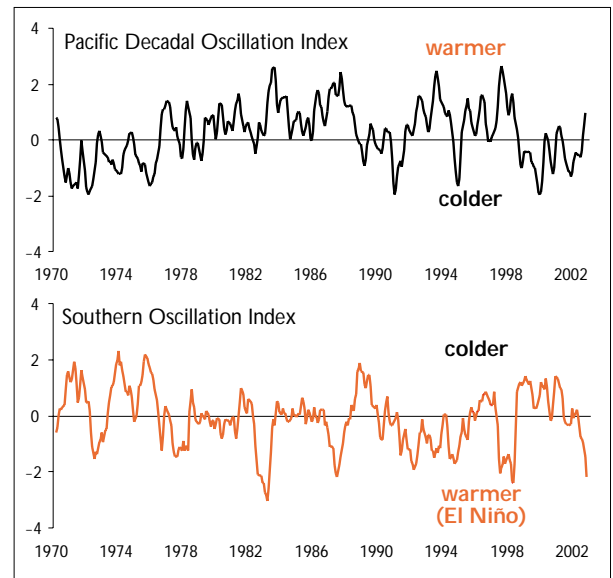 4
Pacific Decadal Oscillation Index
warmer
2
0
−2
colder
−4
1970 1974 1978 1982 1986 1990 1994 1998 2002
4
Southern Oscillation Index
colder
2
0
−2
warmer
(El Niño)
−4
1970 1974 1978 1982 1986 1990 1994 1998 2002